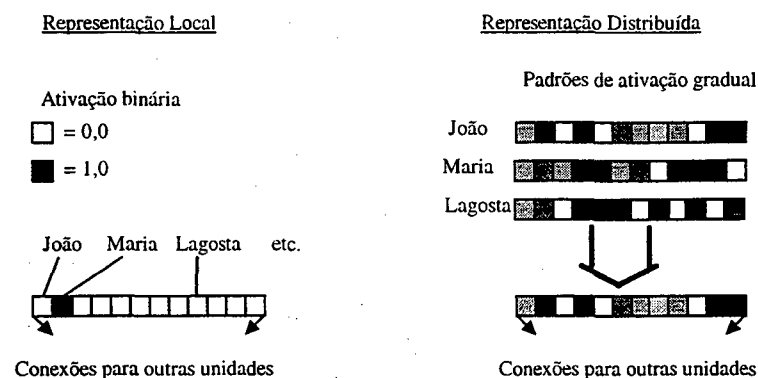 Representação Local
Ativação binária
= 0,0
= 1,0
João Maria Lagosta etc.
Conexões para outras unidades
Representação Distribuída
Padrões de ativação gradual
João
Maria
Lagosta
Conexões para outras unidades